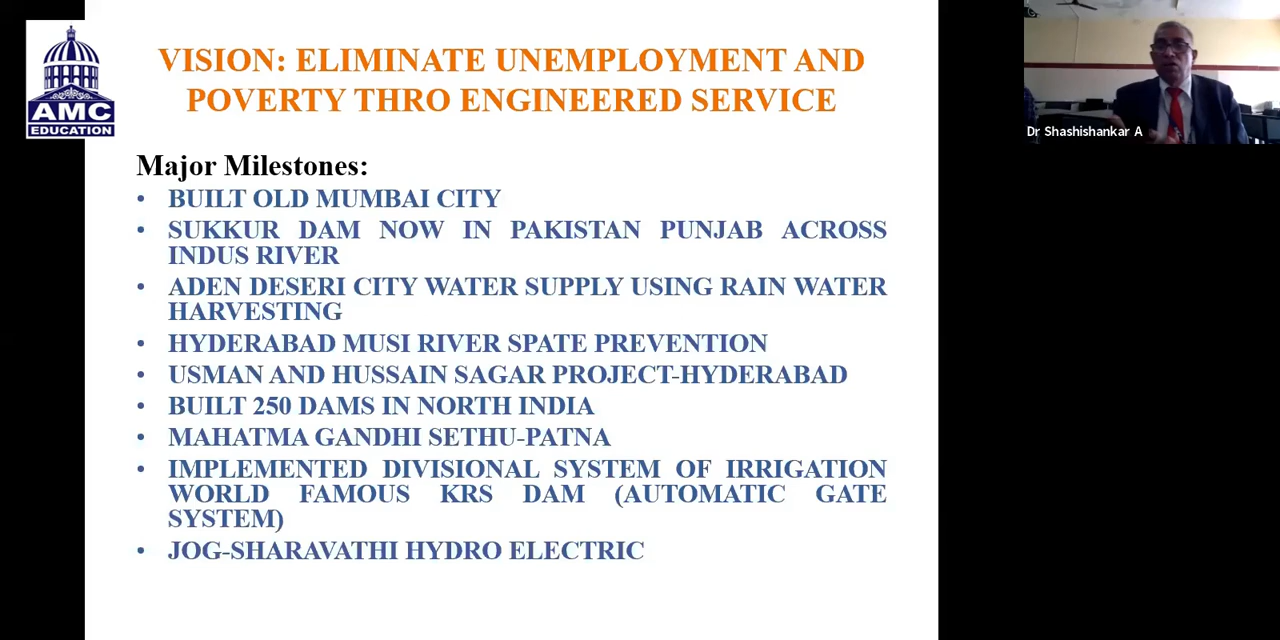 AMC
EDUCATION
VISION: ELIMINATE UNEMPLOYMENT AND
POVERTY THRO ENGINEERED SERVICE
Major Milestones:
• BUILT OLD MUMBAI CITY
• SUKKUR DAM NOW IN PAKISTAN PUNJAB ACROSS
INDUS RIVER
• ADEN DESERI CITY WATER SUPPLY USING RAIN WATER
HARVESTING
• HYDERABAD MUSI RIVER SPATE PREVENTION
• USMAN AND HUSSAIN SAGAR PROJECT-HYDERABAD
• BUILT 250 DAMS IN NORTH INDIA
• MAHATMA GANDHI SETHU-PATNA
• IMPLEMENTED DIVISIONAL SYSTEM OF IRRIGATION
WORLD FAMOUS KRS DAM (AUTOMATIC GATE
SYSTEM)
• JOG-SHARAVATHI HYDRO ELECTRIC
Dr Shashishankar A